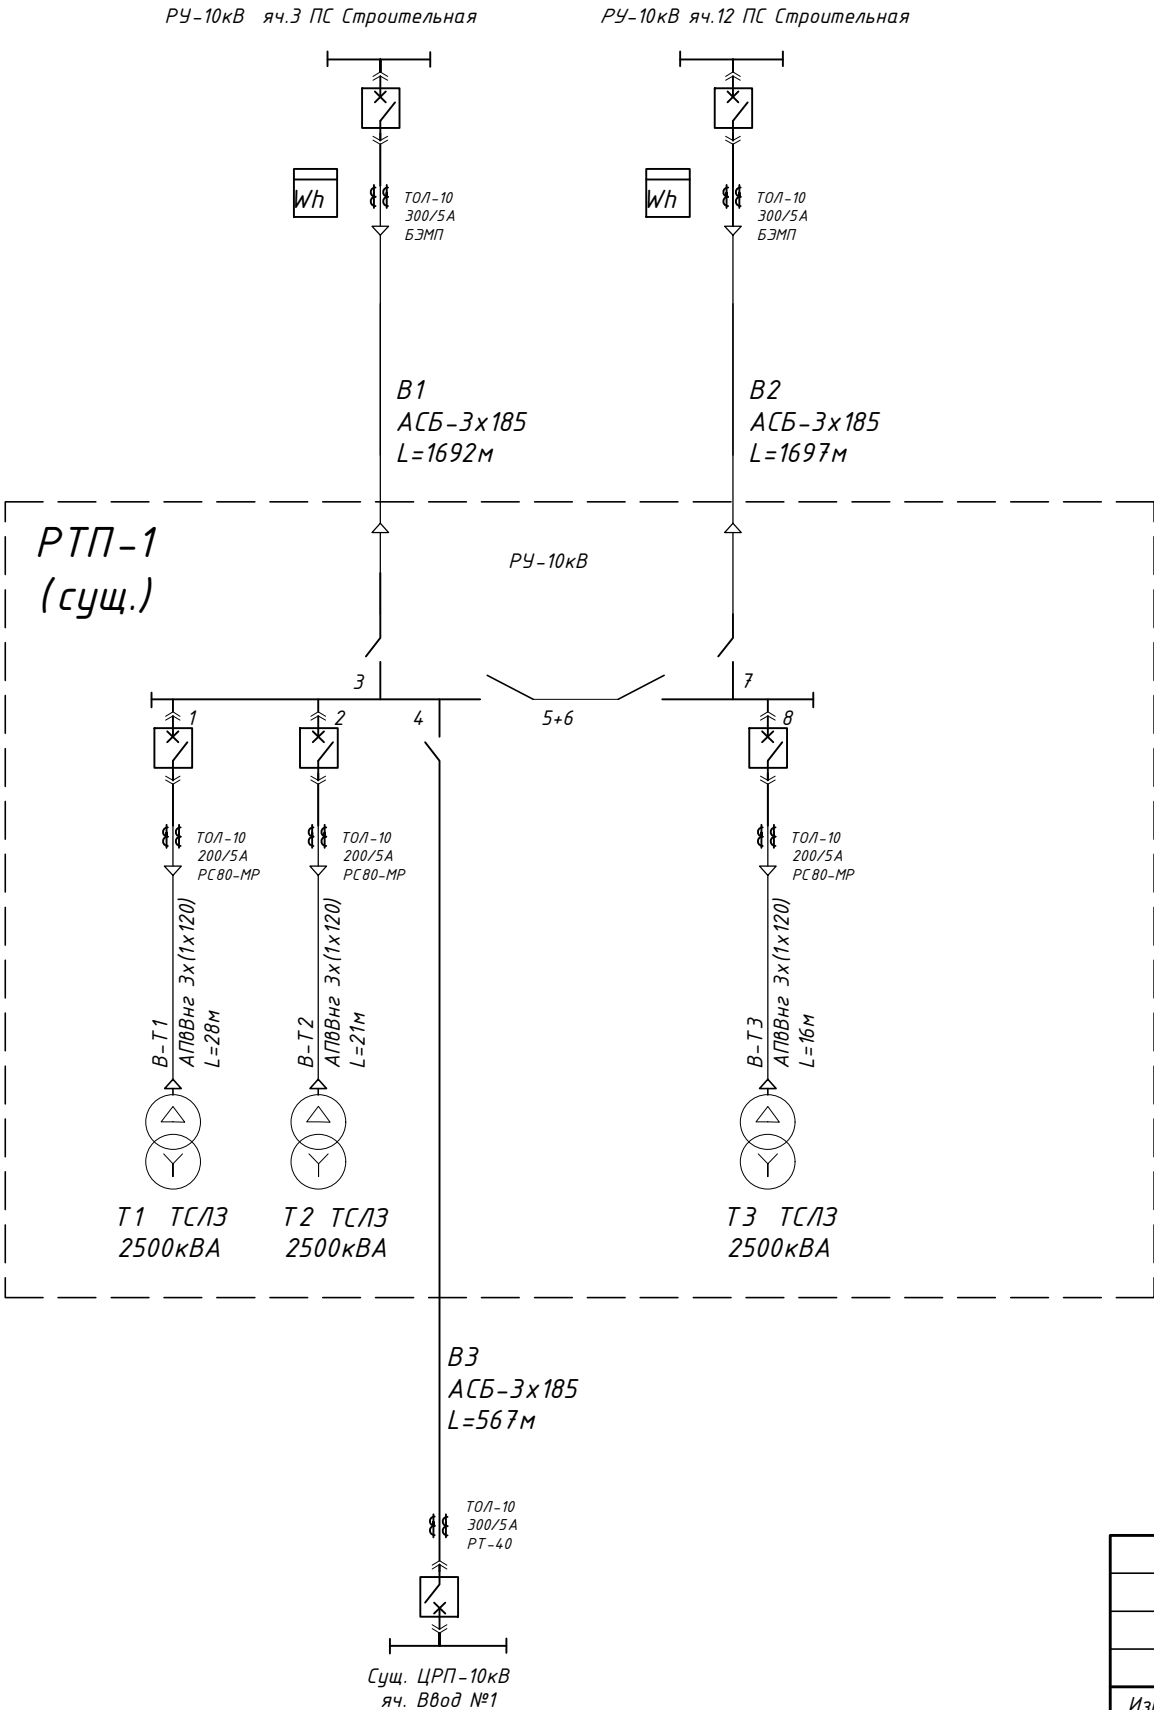 РУ-10кВ яч.3 ПС Строительная
РУ-10кВ яч.12 ПС Строительная
Wh
ТОЛ-10
300/5А
БЭМП
Wh
ТОЛ-10
300/5А
БЭМП
В1
АСБ-3х185
L=1692м
В2
АСБ-3х185
L=1697м
РТП-1
(сущ.)
РУ-10кВ
3
7
1
2
4
5+6
8
ТОЛ-10
200/5А
РС80-МР
ТОЛ-10
200/5А
РС80-МР
ТОЛ-10
200/5А
РС80-МР
В-Т1
АПвВнг 3х(1х120)
L=28м
В-Т2
АПвВнг 3х(1х120)
L=21м
В-Т3
АПвВнг 3х(1х120)
L=16м
Т1 ТСЛЗ
2500кВА
Т2 ТСЛЗ
2500кВА
Т3 ТСЛЗ
2500кВА
В3
АСБ-3х185
L=567м
ТОЛ-10
300/5А
РТ-40
Сущ. ЦРП-10кВ
яч. Ввод №1